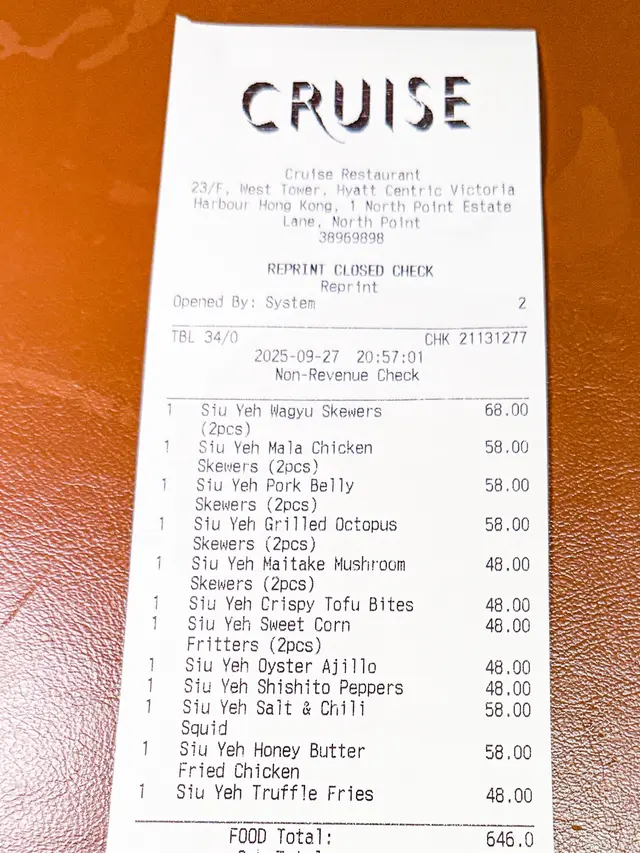 CRUISE
Cruise Restaurant
23/F, West Tower, Hyatt Centric Victoria
Harbour Hong Kong, 1 North Point Estate
Lane, North Point
38969898
REPRINT CLOSED CHECK
Reprint
Opened By: System 2
TBL 34/0 CHK 21131277
2025-09-27 20:57:01
Non-Revenue Check
1 Siu Yeh Wagyu Skewers 68.00
(2pcs)
1 Siu Yeh Mala Chicken 58.00
Skewers (2pcs)
1 Siu Yeh Pork Belly 58.00
Skewers (2pcs)
1 Siu Yeh Grilled Octopus 58.00
Skewers (2pcs)
1 Siu Yeh Maitake Mushroom 48.00
Skewers (2pcs)
1 Siu Yeh Crispy Tofu Bites 48.00
1 Siu Yeh Sweet Corn 48.00
Fritters (2pcs)
1 Siu Yeh Oyster Ajillo 48.00
1 Siu Yeh Shishito Peppers 48.00
1 Siu Yeh Salt & Chili 58.00
Squid
1 Siu Yeh Honey Butter 58.00
Fried Chicken
1 Siu Yeh Truffle Fries 48.00
FOOD Total: 646.0